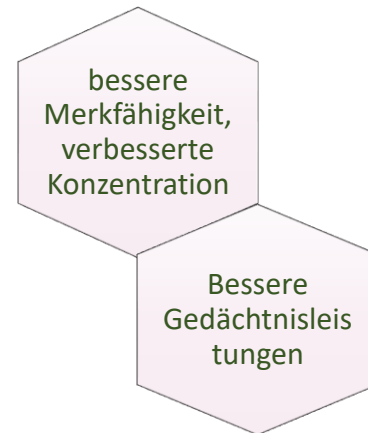 bessere
Merkfähigkeit,
verbesserte
Konzentration
Bessere
Gedächtnisleis
tungen